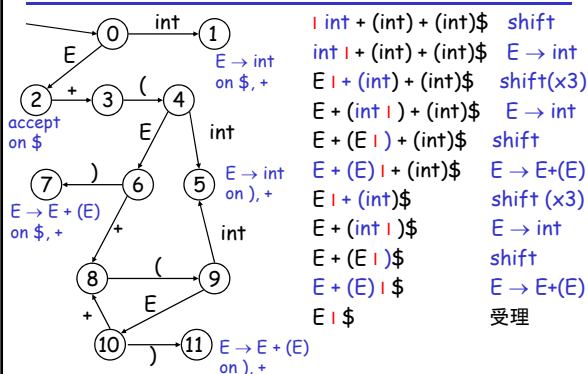 0 int 1
E
E → int
on $, +
2 + 3 ( 4
accept
on $
E int
7 ) 6 5
E → int
on ), +
E → E + (E)
on $, +
+ int
8 ( 9
+ E
10 ) 11
E → E + (E)
on ), +
I int + (int) + (int)$ shift
int I + (int) + (int)$ E → int
E I + (int) + (int)$ shift(x3)
E + (int I ) + (int)$ E → int
E + (E I ) + (int)$ shift
E + (E) I + (int)$ E → E+(E)
E I + (int)$ shift (x3)
E + (int I )$ E → int
E + (E I )$ shift
E + (E) I $ E → E+(E)
E I $ 受理